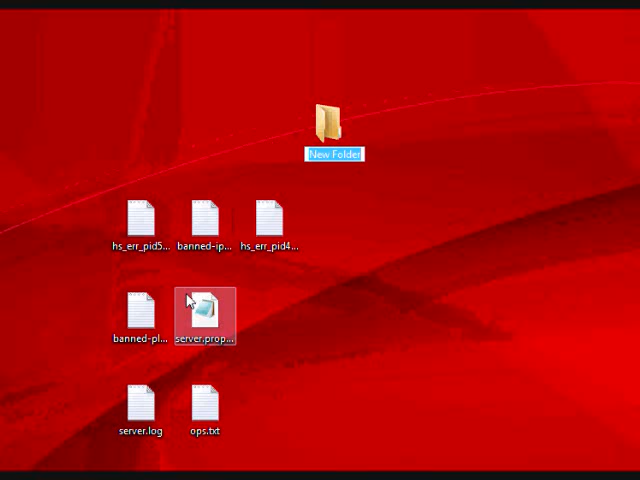 New Folder
hs_err_pid5...
banned-ip...
hs_err_pid4...
banned-pl...
server.prop...
server.log
ops.txt